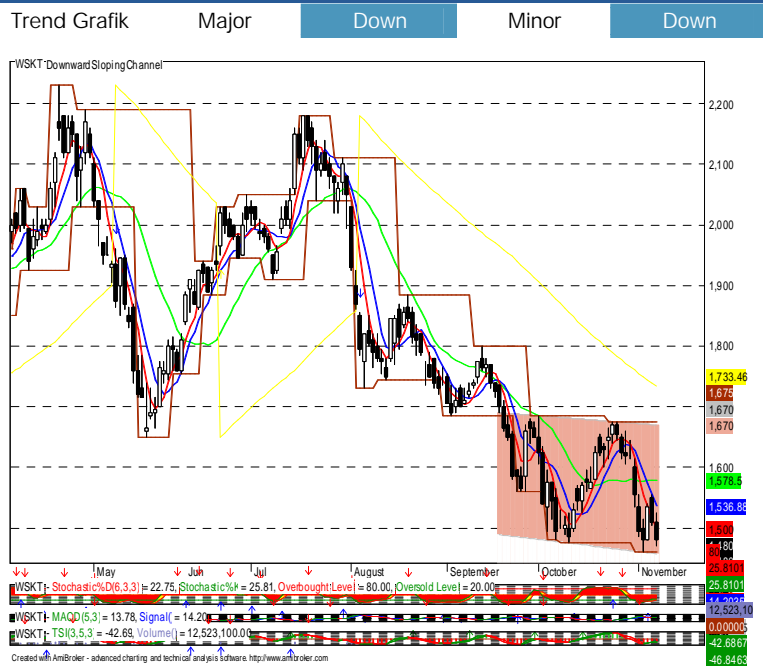 Trend Grafik Major Down Minor Down
WSKT-DownwardSlopingChannel
2,200
2,100
2,000
1,900
1,800
1,733.46
1,675
1,670
1,670
1,600
1,578.5
1,536.88
1,500
May Jun Jul August September October November
25.8101
WSKT - Stochastic%D(6,3,3) = 22.75, Stochastic%K = 25.81, Overbought Level = 80.00, Oversold Level = 20.00
25.8101
WSKT - MACD(5,3) = 13.78, Signal() = 14.20
12,523,10
0.00000
WSKT - TSI(3,5,3) = -42.69, Volume() = 12,523,100.00
-42.6867
-46.8463
Created with AmiBroker - advanced charting and technical analysis software. http://www.amibroker.com